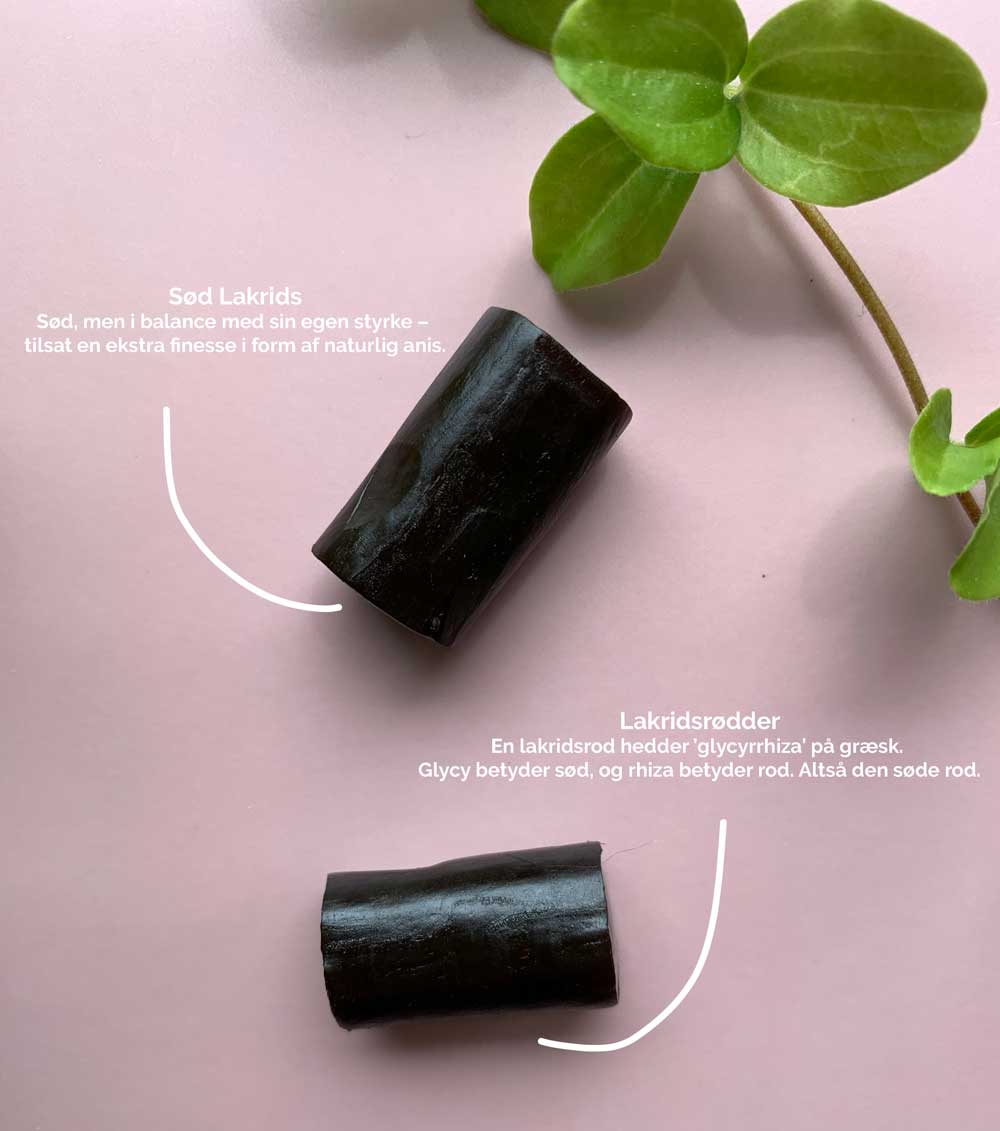 Sød Lakrids
Sød, men i balance med sin egen styrke –
tilsat en ekstra finesse i form af naturlig anis.
Lakridsrødder
En lakridsrod hedder 'glycyrrhiza' på græsk.
Glycy betyder sød, og rhiza betyder rod. Altså den søde rod.